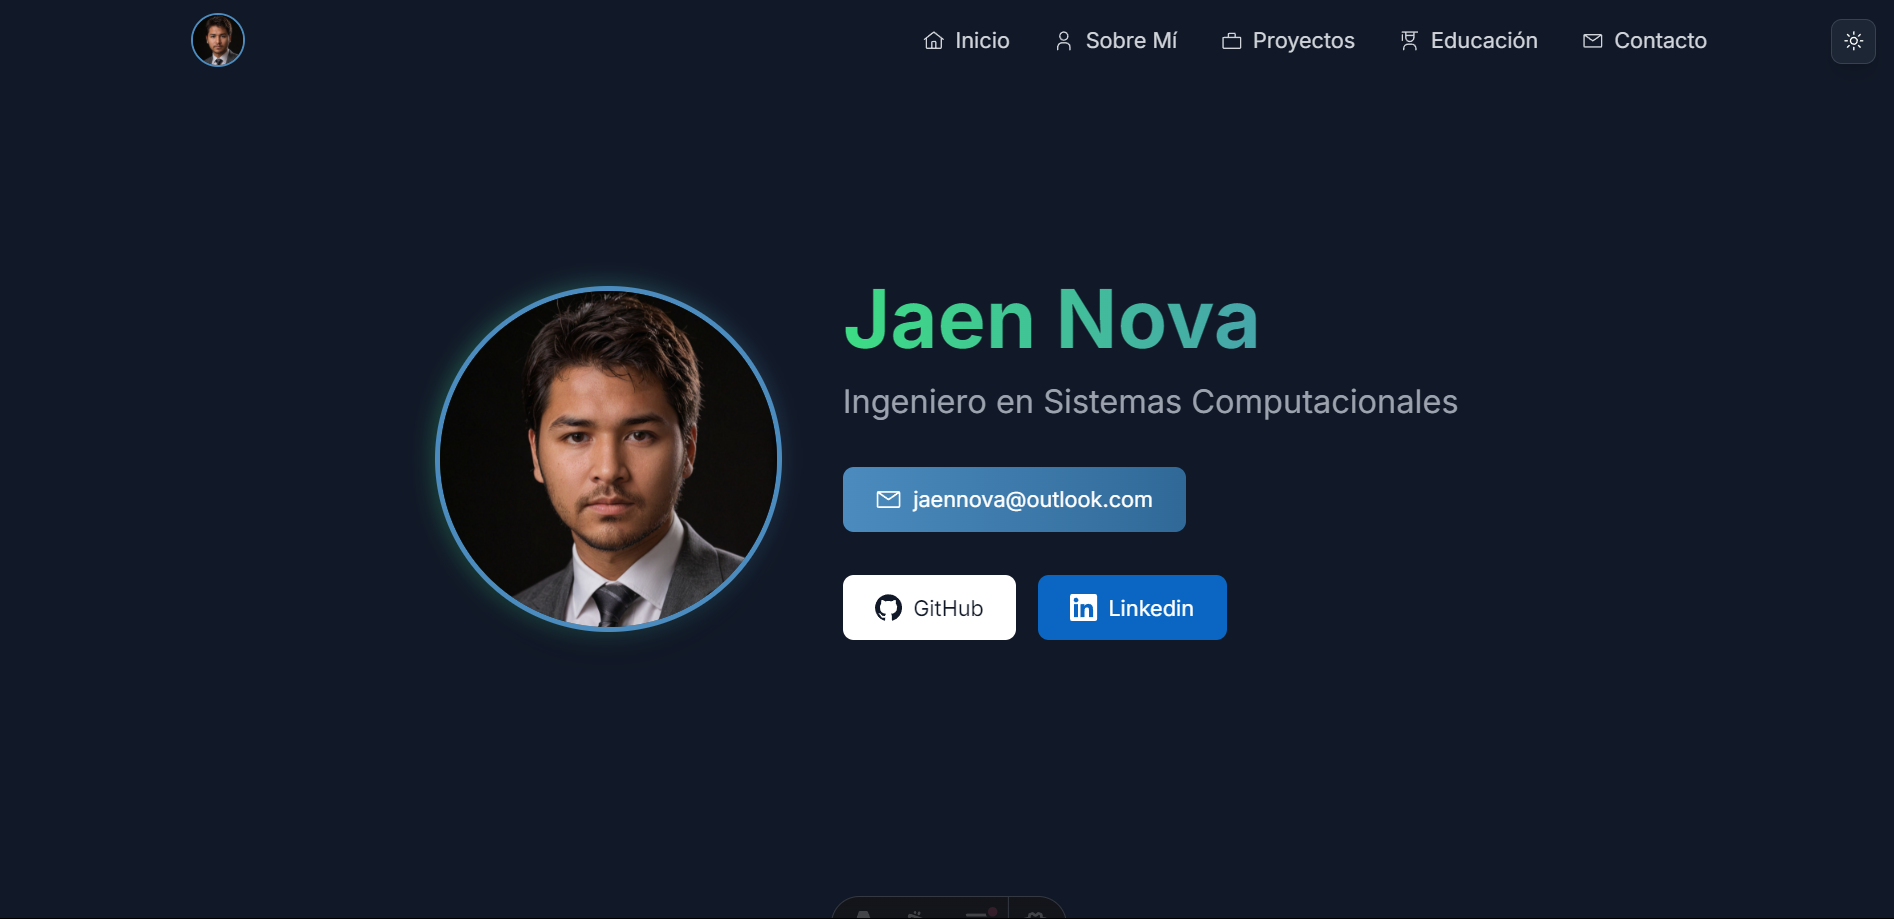 Inicio Sobre Mí Proyectos Educación Contacto
Jaen Nova
Ingeniero en Sistemas Computacionales
jaennova@outlook.com
GitHub Linkedin